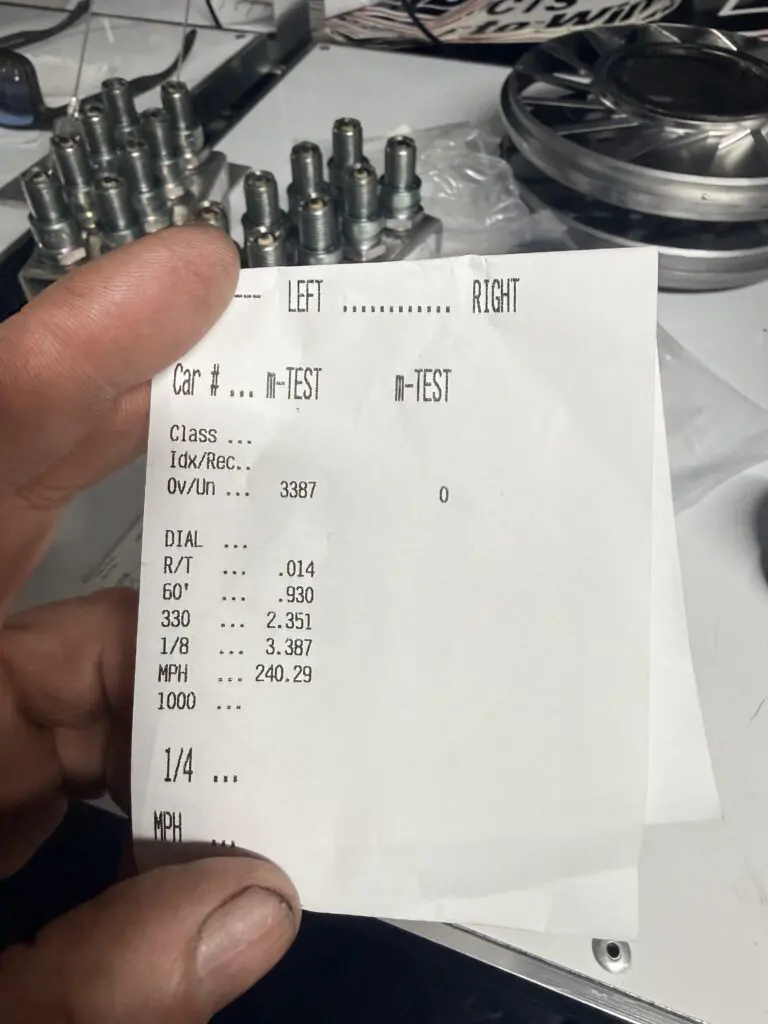 --- LEFT ............ RIGHT
Car # ... m-TEST m-TEST
Class ...
Idx/Rec..
Ov/Un ... 3387 0
DIAL ...
R/T ... .014
60' ... .930
330 ... 2.351
1/8 ... 3.387
MPH ... 240.29
1000 ...
1/4 ...
MPH ...